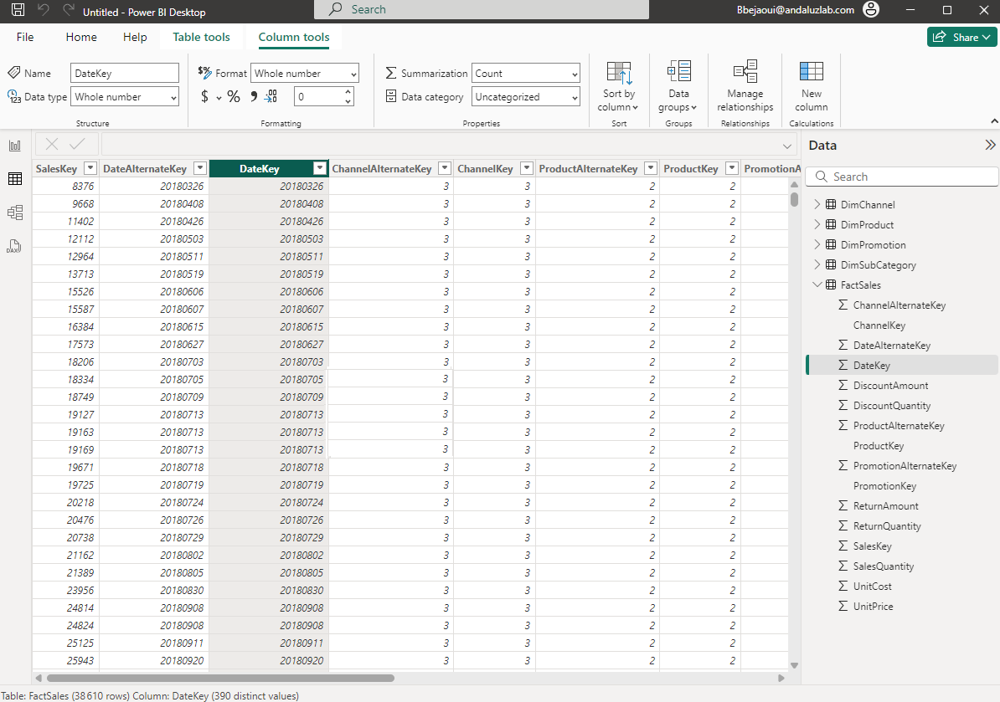 Untitled - Power BI Desktop
Search
Bbejaoui@andaluzlab.com
File Home Help Table tools Column tools
Share
Name DateKey
Data type Whole number
Structure
Format Whole number
$ % 0
Formatting
Summarization Count
Data category Uncategorized
Properties
Sort by column
Sort
Data groups
Groups
Manage relationships
Relationships
New column
Calculations
SalesKey DateAlternateKey DateKey ChannelAlternateKey ChannelKey ProductAlternateKey ProductKey PromotionA
8376 20180326 20180326 3 3 2 2
9668 20180408 20180408 3 3 2 2
11402 20180426 20180426 3 3 2 2
12112 20180503 20180503 3 3 2 2
12964 20180511 20180511 3 3 2 2
13713 20180519 20180519 3 3 2 2
15526 20180606 20180606 3 3 2 2
15587 20180607 20180607 3 3 2 2
16384 20180615 20180615 3 3 2 2
17573 20180627 20180627 3 3 2 2
18206 20180703 20180703 3 3 2 2
18334 20180705 20180705 3 3 2 2
18749 20180709 20180709 3 3 2 2
19127 20180713 20180713 3 3 2 2
19163 20180713 20180713 3 3 2 2
19169 20180713 20180713 3 3 2 2
19671 20180718 20180718 3 3 2 2
19725 20180719 20180719 3 3 2 2
20218 20180724 20180724 3 3 2 2
20476 20180726 20180726 3 3 2 2
20738 20180729 20180729 3 3 2 2
21162 20180802 20180802 3 3 2 2
21389 20180805 20180805 3 3 2 2
23956 20180830 20180830 3 3 2 2
24814 20180908 20180908 3 3 2 2
24824 20180908 20180908 3 3 2 2
25125 20180911 20180911 3 3 2 2
25943 20180920 20180920 3 3 2 2
Data
Search
DimChannel
DimProduct
DimPromotion
DimSubCategory
FactSales
ChannelAlternateKey
ChannelKey
DateAlternateKey
DateKey
DiscountAmount
DiscountQuantity
ProductAlternateKey
ProductKey
PromotionAlternateKey
PromotionKey
ReturnAmount
ReturnQuantity
SalesKey
SalesQuantity
UnitCost
UnitPrice
Table: FactSales (38 610 rows) Column: DateKey (390 distinct values)